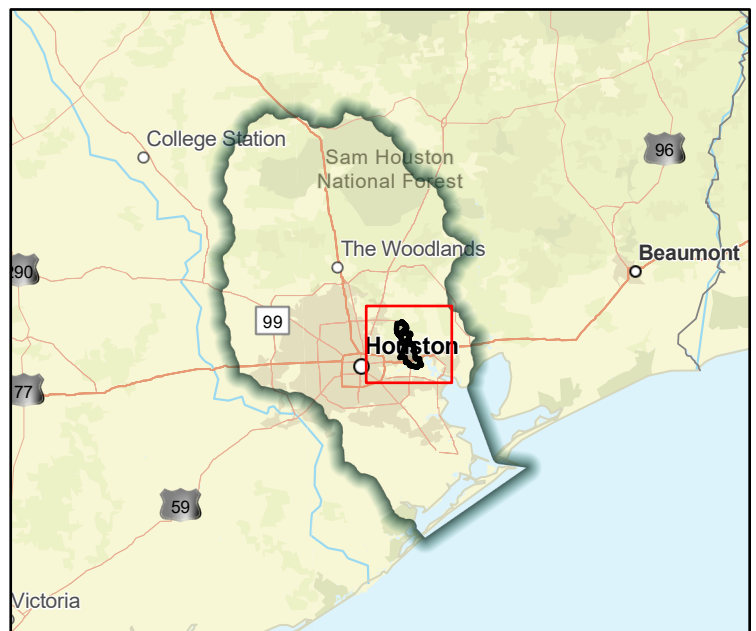 College Station
Sam Houston
National Forest
96
The Woodlands
Beaumont
290
99
Houston
77
59
Victoria